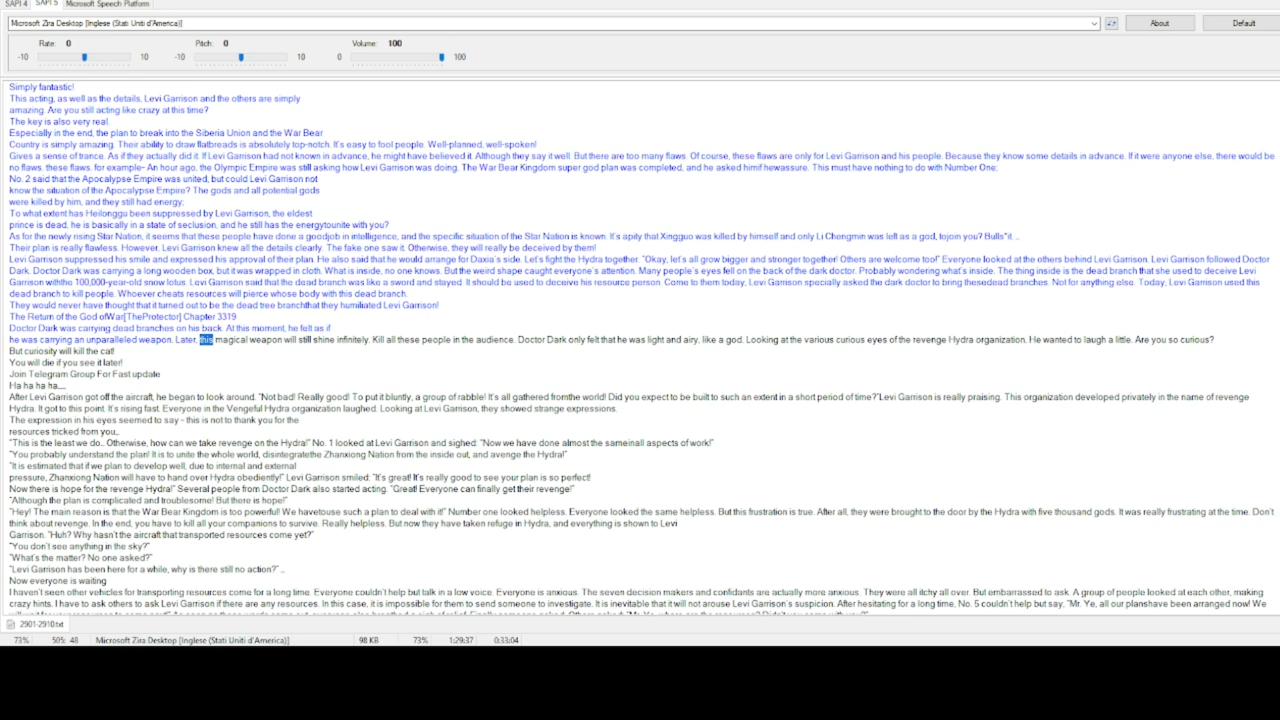 SAPI 4 SAPI 5 Microsoft Speech Platform
Microsoft Zira Desktop [Inglese (Stati Uniti d'America)] About Default
Rate: 0 Pitch: 0 Volume: 100
-10 10 -10 10 0 100
Simply fantastic!
This acting, as well as the details, Levi Garrison and the others are simply
amazing. Are you still acting like crazy at this time?
The key is also very real.
Especially in the end, the plan to break into the Siberia Union and the War Bear
Country is simply amazing. Their ability to draw flatbreads is absolutely top-notch. It's easy to fool people. Well-planned, well-spoken!
Gives a sense of trance. As if they actually did it. If Levi Garrison had not known in advance, he might have believed it. Although they say it well. But there are too many flaws. Of course, these flaws are only for Levi Garrison and his people. Because they know some details in advance. If it were anyone else, there would be
no flaws. these flaws. for example- An hour ago, the Olympic Empire was still asking how Levi Garrison was doing. The War Bear Kingdom super god plan was completed, and he asked himif hewassure. This must have nothing to do with Number One;
No. 2 said that the Apocalypse Empire was united, but could Levi Garrison not
know the situation of the Apocalypse Empire? The gods and all potential gods
were killed by him, and they still had energy;
To what extent has Heilonggu been suppressed by Levi Garrison, the eldest
prince is dead, he is basically in a state of seclusion, and he still has the energytounite with you?
As for the newly rising Star Nation, it seems that these people have done a goodjob in intelligence, and the specific situation of the Star Nation is known. It's apity that Xingguo was killed by himself and only Li Chengmin was left as a god, tojoin you? Bulls*it. ..
Their plan is really flawless. However, Levi Garrison knew all the details clearly. The fake one saw it. Otherwise, they will really be deceived by them!
Levi Garrison suppressed his smile and expressed his approval of their plan. He also said that he would arrange for Daxia's side. Let's fight the Hydra together. "Okay, let's all grow bigger and stronger together! Others are welcome too!" Everyone looked at the others behind Levi Garrison. Levi Garrison followed Doctor
Dark. Doctor Dark was carrying a long wooden box, but it was wrapped in cloth. What is inside, no one knows. But the weird shape caught everyone's attention. Many people's eyes fell on the back of the dark doctor. Probably wondering what's inside. The thing inside is the dead branch that she used to deceive Levi
Garrison withthe 100,000-year-old snow lotus. Levi Garrison said that the dead branch was like a sword and stayed. It should be used to deceive his resource person. Come to them today, Levi Garrison specially asked the dark doctor to bring thesedead branches. Not for anything else. Today, Levi Garrison used this
dead branch to kill people. Whoever cheats resources will pierce whose body with this dead branch.
They would never have thought that it turned out to be the dead tree branchthat they humiliated Levi Garrison!
The Return of the God ofWar[TheProtector] Chapter 3319
Doctor Dark was carrying dead branches on his back. At this moment, he felt as if
he was carrying an unparalleled weapon. Later, this magical weapon will still shine infinitely. Kill all these people in the audience. Doctor Dark only felt that he was light and airy, like a god. Looking at the various curious eyes of the revenge Hydra organization. He wanted to laugh a little. Are you so curious?
But curiosity will kill the cat!
You will die if you see it later!
Join Telegram Group For Fast update
Ha ha ha ha....
After Levi Garrison got off the aircraft, he began to look around. "Not bad! Really good! To put it bluntly, a group of rabble! It's all gathered fromthe world! Did you expect to be built to such an extent in a short period of time?"Levi Garrison is really praising. This organization developed privately in the name of revenge
Hydra. It got to this point. It's rising fast. Everyone in the Vengeful Hydra organization laughed. Looking at Levi Garrison, they showed strange expressions.
The expression in his eyes seemed to say - this is not to thank you for the
resources tricked from you..
"This is the least we do.. Otherwise, how can we take revenge on the Hydra!" No. 1 looked at Levi Garrison and sighed: "Now we have done almost the sameinall aspects of work!"
"You probably understand the plan! It is to unite the whole world, disintegratethe Zhanxiong Nation from the inside out, and avenge the Hydra!"
"It is estimated that if we plan to develop well, due to internal and external
pressure, Zhanxiong Nation will have to hand over Hydra obediently!" Levi Garrison smiled: "It's great! It's really good to see your plan is so perfect!
Now there is hope for the revenge Hydra!" Several people from Doctor Dark also started acting. "Great! Everyone can finally get their revenge!"
"Although the plan is complicated and troublesome! But there is hope!"
"Hey! The main reason is that the War Bear Kingdom is too powerful! We havetouse such a plan to deal with it!" Number one looked helpless. Everyone looked the same helpless. But this frustration is true. After all, they were brought to the door by the Hydra with five thousand gods. It was really frustrating at the time. Don't
think about revenge. In the end, you have to kill all your companions to survive. Really helpless. But now they have taken refuge in Hydra, and everything is shown to Levi
Garrison. "Huh? Why hasn't the aircraft that transported resources come yet?"
"You don't see anything in the sky?"
"What's the matter? No one asked?"
"Levi Garrison has been here for a while, why is there still no action?" ..
Now everyone is waiting
I haven't seen other vehicles for transporting resources come for a long time. Everyone couldn't help but talk in a low voice. Everyone is anxious. The seven decision makers and confidants are actually more anxious. They were all itchy all over. But embarrassed to ask. A group of people looked at each other, making
crazy hints. I have to ask others to ask Levi Garrison if there are any resources. In this case, it is impossible for them to send someone to investigate. It is inevitable that it will not arouse Levi Garrison's suspicion. After hesitating for a long time, No. 5 couldn't help but say, "Mr. Ye, all our planshave been arranged now! We
2901-2910.txt
73% 50%: 48 Microsoft Zira Desktop [Inglese (Stati Uniti d'America)] 98 KB 73% 1:29:37 0:33:04